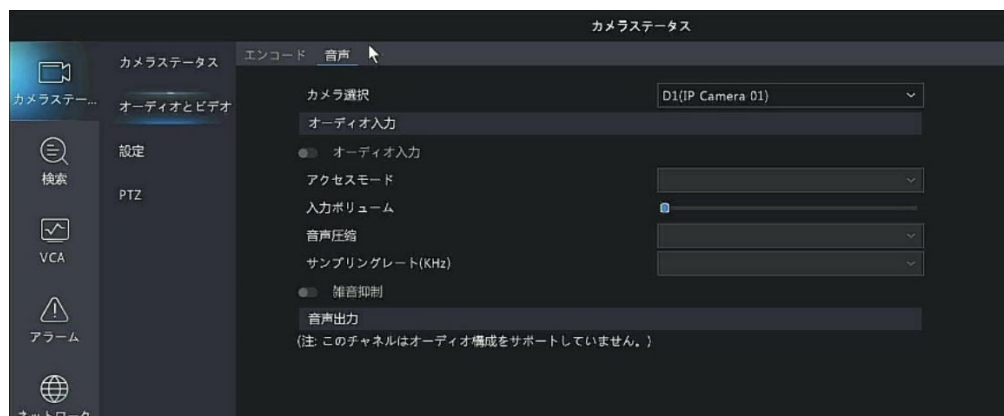 カメラステータス
カメラステー...
検索
VCA
アラーム
カメラステータス
オーディオとビデオ
設定
PTZ
エンコード 音声
カメラ選択 D1(IP Camera 01)
オーディオ入力
オーディオ入力
アクセスモード
入力ボリューム
音声圧縮
サンプリングレート(KHz)
雑音抑制
音声出力
(注: このチャネルはオーディオ構成をサポートしていません。)